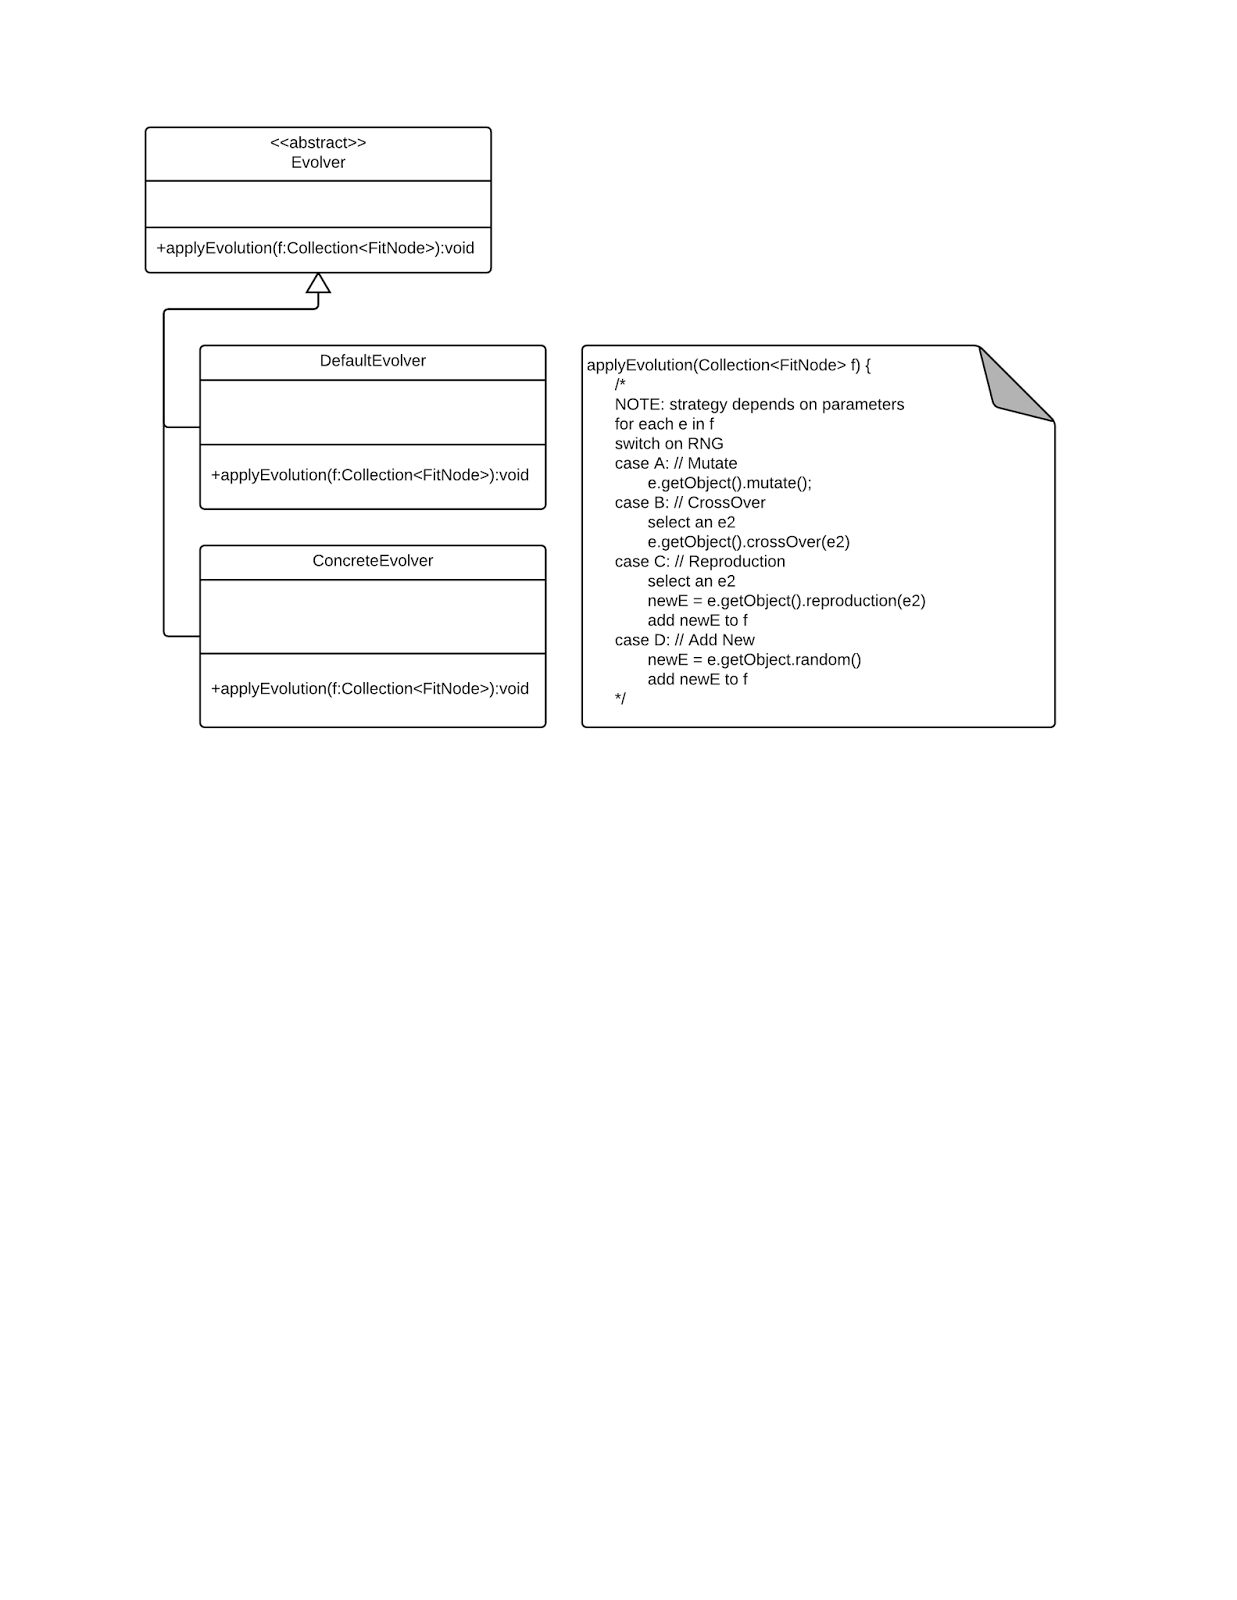 <<abstract>>
Evolver
+applyEvolution(f:Collection<FitNode>):void
DefaultEvolver
+applyEvolution(f:Collection<FitNode>):void
ConcreteEvolver
+applyEvolution(f:Collection<FitNode>):void
applyEvolution(Collection<FitNode> f) {
/*
NOTE: strategy depends on parameters
for each e in f
switch on RNG
case A: // Mutate
e.getObject().mutate();
case B: // CrossOver
select an e2
e.getObject().crossOver(e2)
case C: // Reproduction
select an e2
newE = e.getObject().reproduction(e2)
add newE to f
case D: // Add New
newE = e.getObject.random()
add newE to f
*/